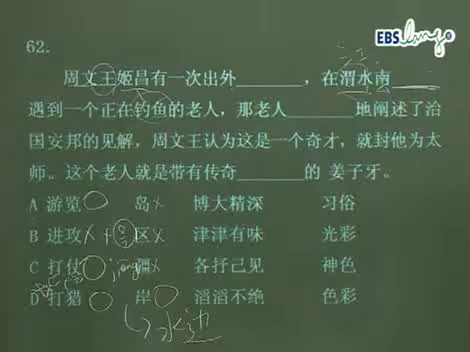 EBSlang
62.
周文王姬昌有一次出外________，在渭水南____
遇到一个正在钓鱼的老人，那老人________地阐述了治
国安邦的见解，周文王认为这是一个奇才，就封他为太
师。这个老人就是带有传奇________的 姜子牙。
A 游览 岛 博大精深 习俗
B 进攻 区 津津有味 光彩
C 打仗 jiang 疆 各抒己见 神色
D 打猎 岸 滔滔不绝 色彩
水边